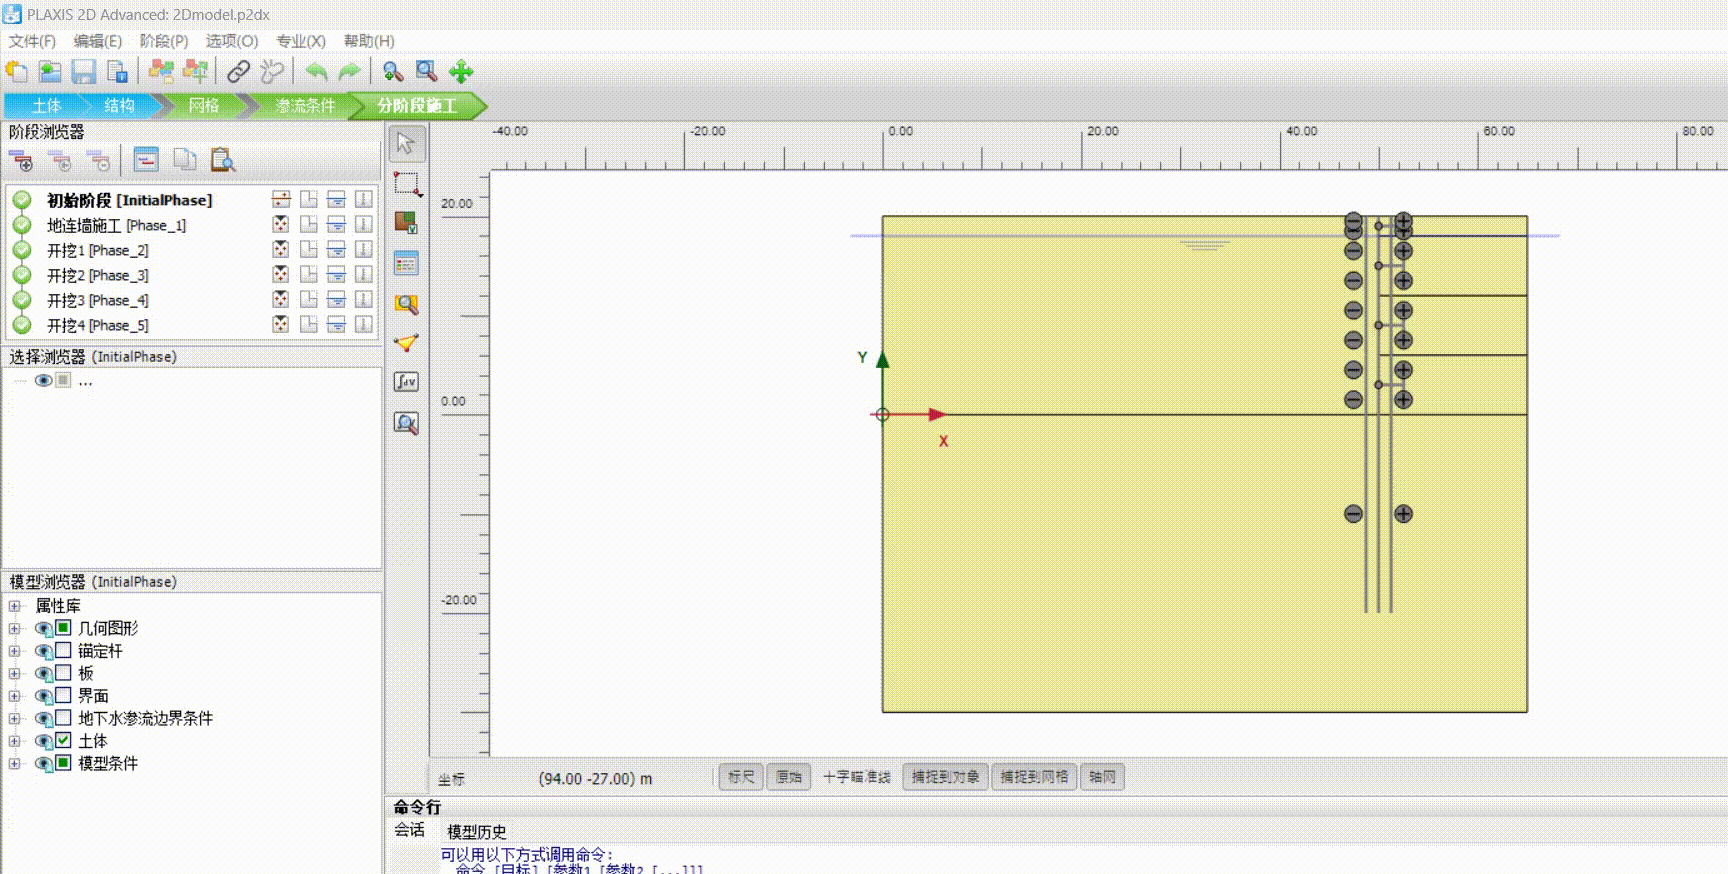 PLAXIS 2D Advanced: 2Dmodel.p2dx
文件(F) 编辑(E) 阶段(P) 选项(O) 专业(X) 帮助(H)
土体 结构 网格 渗流条件 分阶段施工
阶段浏览器
初始阶段 [InitialPhase]
地连墙施工 [Phase_1]
开挖1 [Phase_2]
开挖2 [Phase_3]
开挖3 [Phase_4]
开挖4 [Phase_5]
选择浏览器 (InitialPhase)
...
模型浏览器 (InitialPhase)
属性库
几何图形
锚定杆
板
界面
地下水渗流边界条件
土体
模型条件
-40.00 -20.00 0.00 20.00 40.00 60.00 80.00
20.00
0.00
-20.00
Y
X
坐标 (94.00 -27.00) m 标尺 原始 十字瞄准线 捕捉到对象 捕捉到网格 轴网
命令行
会话 模型历史
可以用以下方式调用命令:
命令 [目标] [参数1 [参数2 [...]]]